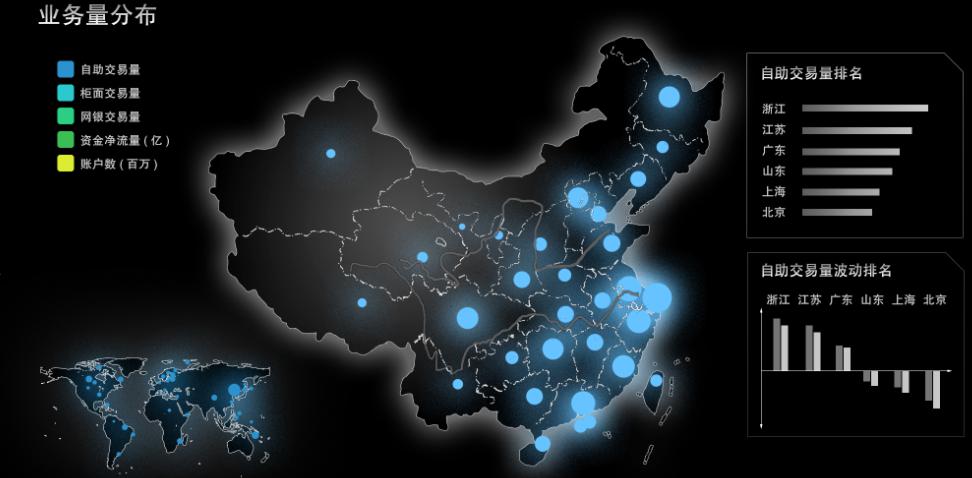 业务量分布
自助交易量
柜面交易量
网银交易量
资金净流量(亿)
账户数(百万)
自助交易量排名
浙江
江苏
广东
山东
上海
北京
自助交易量波动排名
浙江 江苏 广东 山东 上海 北京